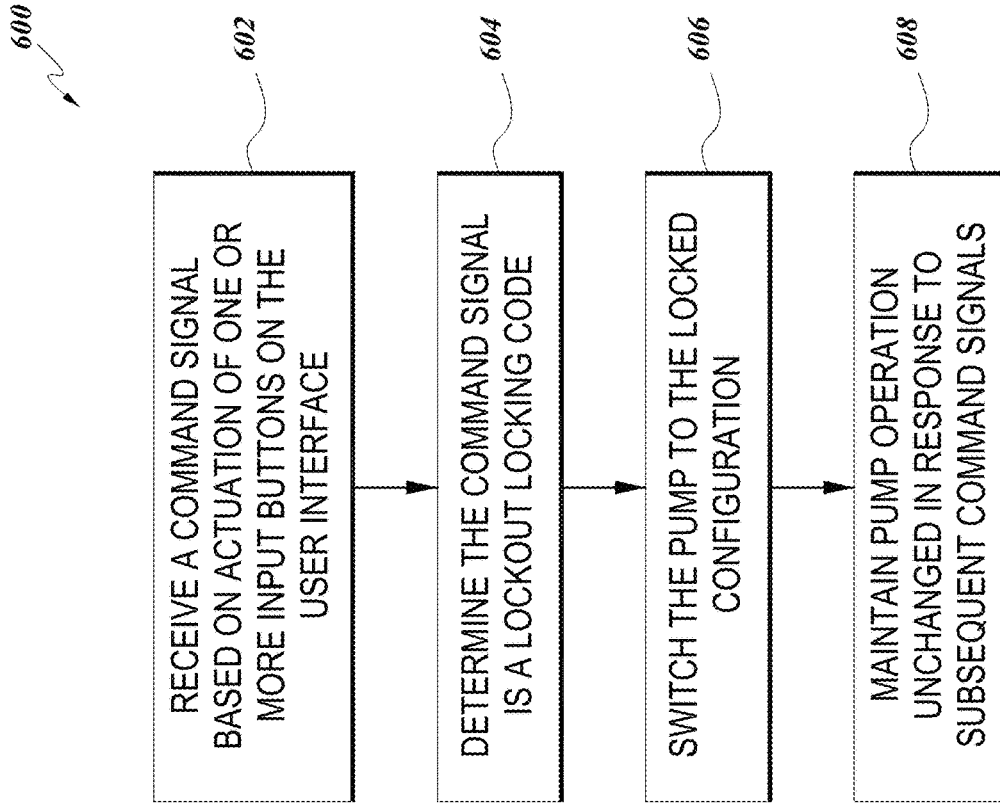 600
RECEIVE A COMMAND SIGNAL
BASED ON ACTUATION OF ONE OR
MORE INPUT BUTTONS ON THE
USER INTERFACE
602
DETERMINE THE COMMAND SIGNAL
IS A LOCKOUT LOCKING CODE
604
SWITCH THE PUMP TO THE LOCKED
CONFIGURATION
606
MAINTAIN PUMP OPERATION
UNCHANGED IN RESPONSE TO
SUBSEQUENT COMMAND SIGNALS
608